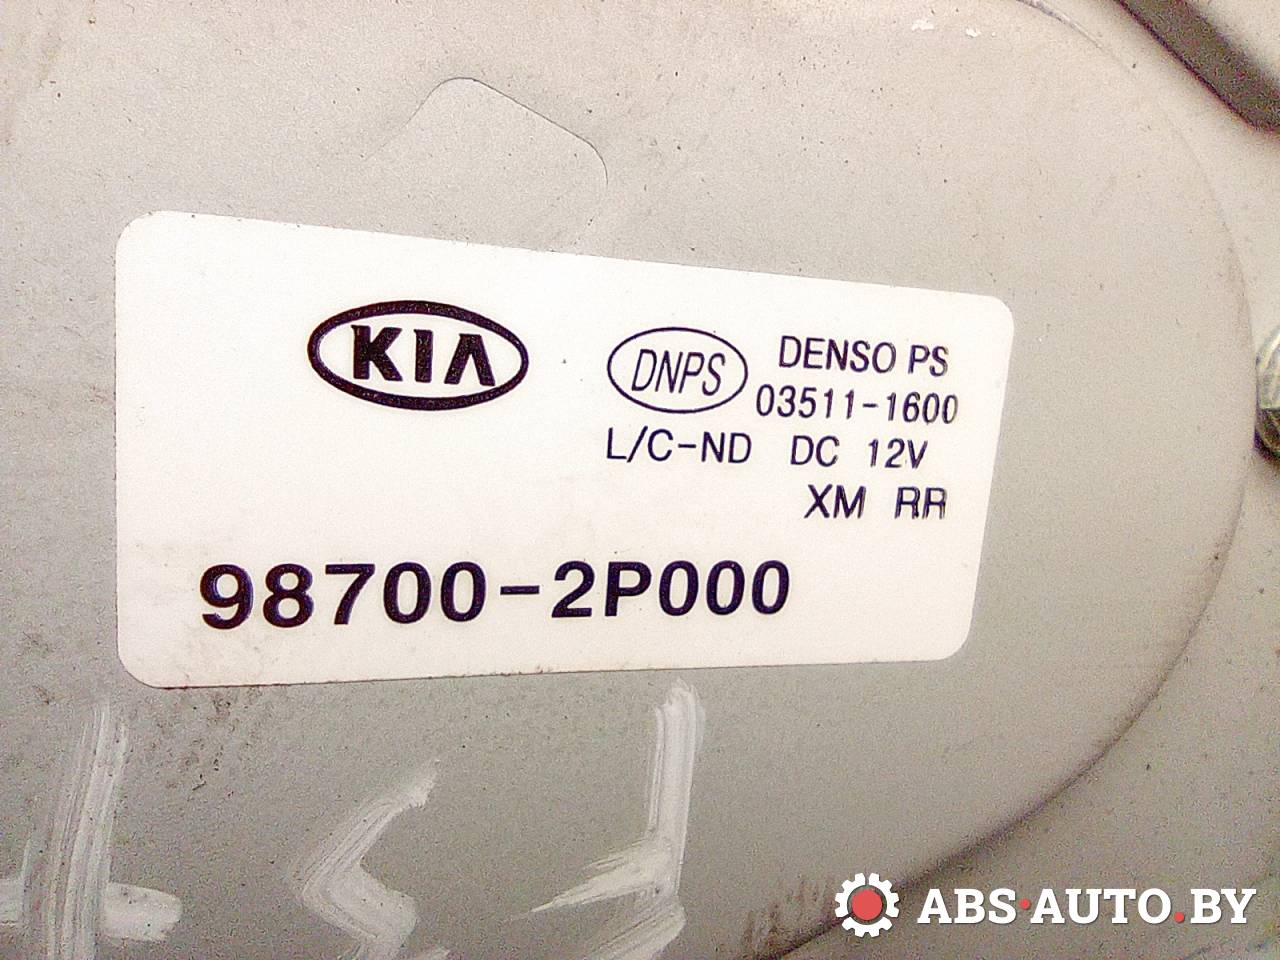 KIA
DNPS
DENSO PS
03511-1600
L/C-ND DC 12V
XM RR
98700-2P000
ABS·AUTO.BY